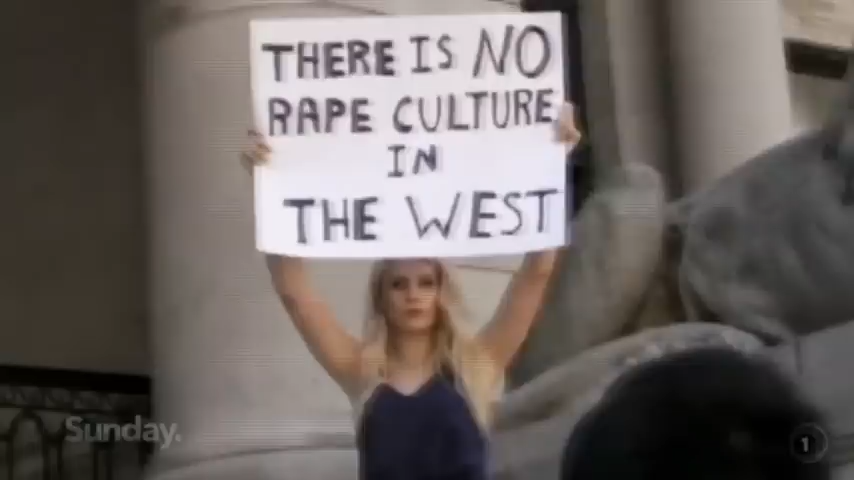 THERE IS NO
RAPE CULTURE
IN
THE WEST
Sunday.
1